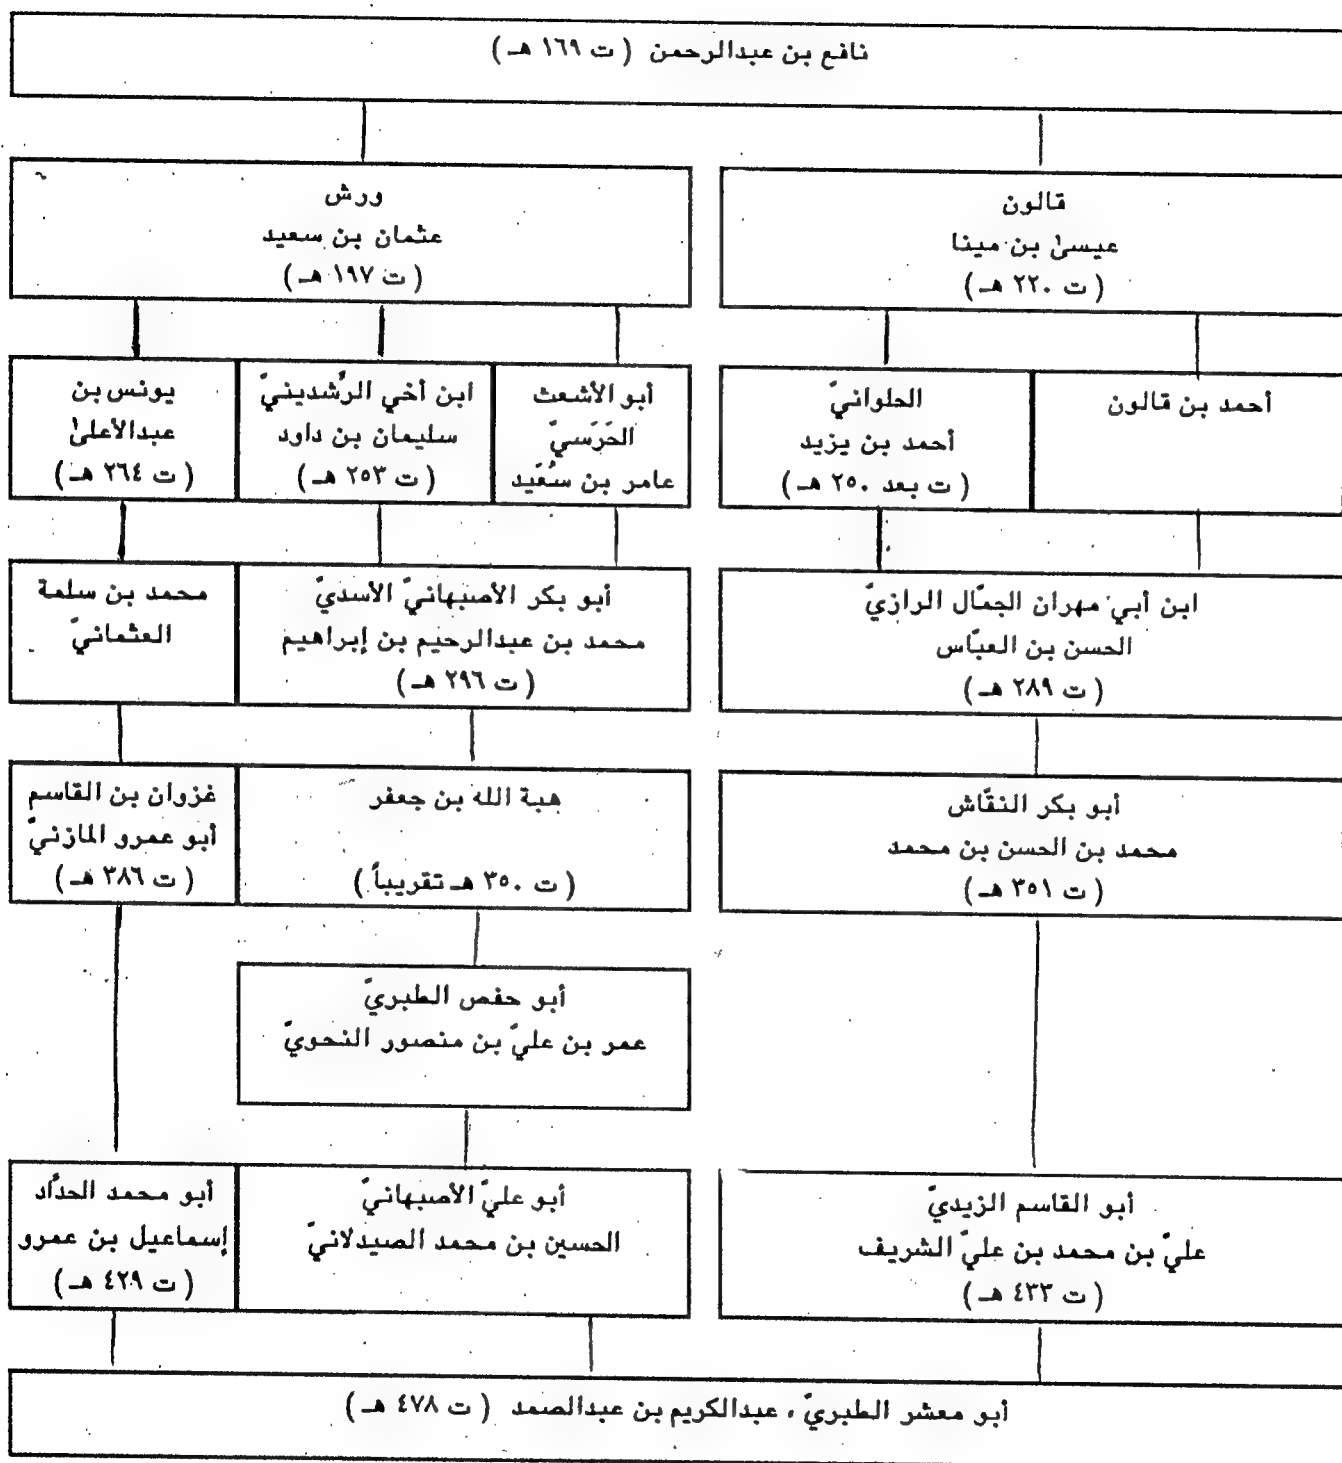 نافع بن عبدالرحمن ( ت ١٦٩ هـ )
قالون
عيسىٰ بن مينا
( ت ٢٢٠ هـ )
ورش
عثمان بن سعيد
( ت ١٩٧ هـ )
أحمد بن قالون
الحلوانيّ
أحمد بن يزيد
( ت بعد ٢٥٠ هـ )
أبو الأشعث
الحَرَسيّ
عامر بن سُعَيد
ابن أخي الرِّشدينيّ
سليمان بن داود
( ت ٢٥٣ هـ )
يونس بن
عبدالأعلىٰ
( ت ٢٦٤ هـ )
ابن أبي مهران الجمّال الرازيّ
الحسن بن العبّاس
( ت ٢٨٩ هـ )
أبو بكر الأصبهانيّ الأسديّ
محمد بن عبدالرحيم بن إبراهيم
( ت ٢٩٦ هـ )
محمد بن سلمة
العثمانيّ
أبو بكر النقّاش
محمد بن الحسن بن محمد
( ت ٣٥١ هـ )
هبة الله بن جعفر
( ت ٣٥٠ هـ تقريباً )
غزوان بن القاسم
أبو عمرو المازنيّ
( ت ٣٨٦ هـ )
أبو حفص الطبريّ
عمر بن عليّ بن منصور النحويّ
أبو القاسم الزيديّ
عليّ بن محمد بن عليّ الشريف
( ت ٤٣٣ هـ )
أبو عليّ الأصبهانيّ
الحسين بن محمد الصيدلانيّ
أبو محمد الحدّاد
إسماعيل بن عمرو
( ت ٤٢٩ هـ )
أبو معشر الطبريّ ، عبدالكريم بن عبدالصمد ( ت ٤٧٨ هـ )